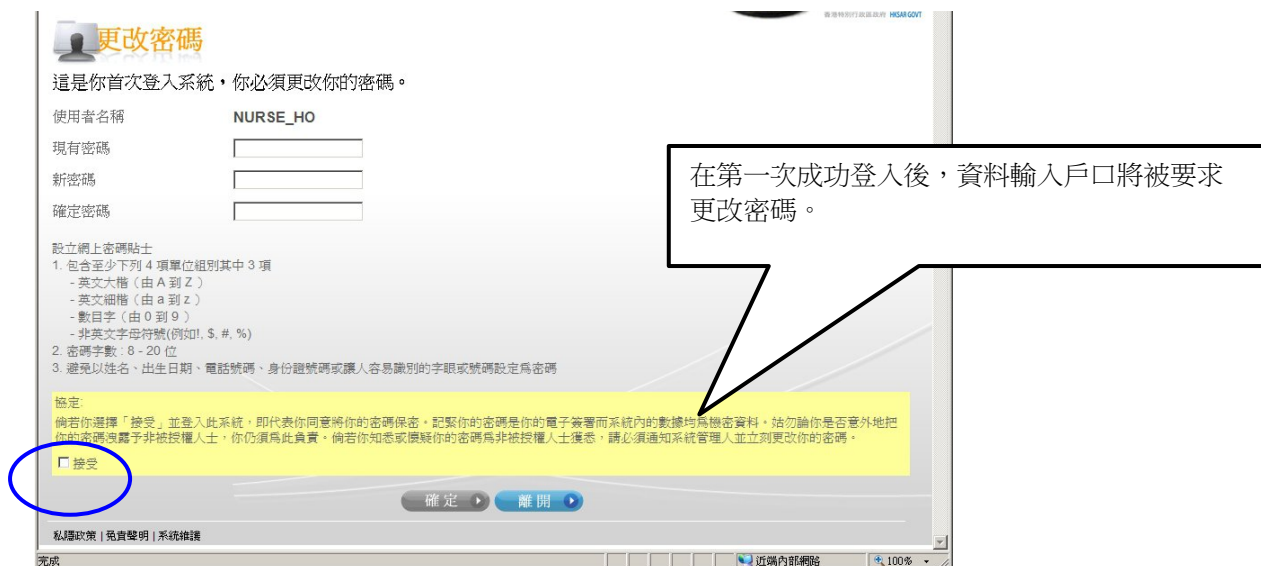 香港特別行政區政府 HKSAR GOVT
更改密碼
這是你首次登入系統，你必須更改你的密碼。
使用者名稱 NURSE_HO
現有密碼
新密碼
確定密碼
在第一次成功登入後，資料輸入戶口將被要求
更改密碼。
設立網上密碼貼士
1. 包含至少下列 4 項單位組別其中 3 項
- 英文大楷（由 A 到 Z ）
- 英文細楷（由 a 到 z ）
- 數目字（由 0 到 9 ）
- 非英文字母符號(例如!, $, #, %)
2. 密碼字數 : 8 - 20 位
3. 避免以姓名、出生日期、電話號碼、身份證號碼或讓人容易識別的字眼或號碼設定為密碼
協定:
倘若你選擇「接受」並登入此系統，即代表你同意將你的密碼保密。記緊你的密碼是你的電子簽署而系統內的數據均為機密資料。姑勿論你是否意外地把
你的密碼洩露予非被授權人士，你仍須為此負責。倘若你知悉或懷疑你的密碼為非被授權人士獲悉，請必須通知系統管理人並立刻更改你的密碼。
接受
確定 離開
私隱政策 | 免責聲明 | 系統維護
完成 近端內部網路 100%